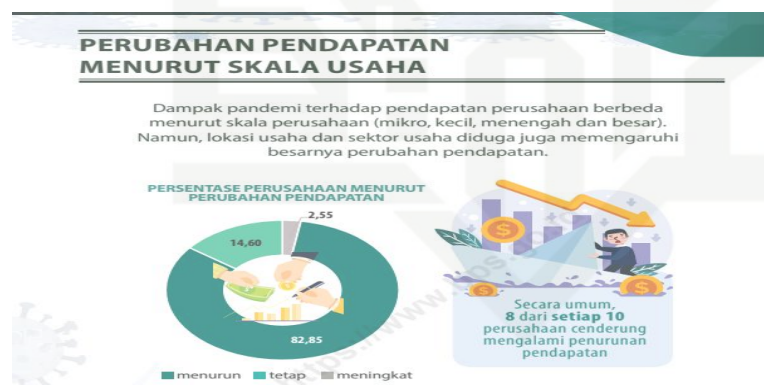 PERUBAHAN PENDAPATAN
MENURUT SKALA USAHA
Dampak pandemi terhadap pendapatan perusahaan berbeda
menurut skala perusahaan (mikro, kecil, menengah dan besar).
Namun, lokasi usaha dan sektor usaha diduga juga memengaruhi
besarnya perubahan pendapatan.
PERSENTASE PERUSAHAAN MENURUT
PERUBAHAN PENDAPATAN
2,55
14,60
82,85
menurun tetap meningkat
Secara umum,
8 dari setiap 10
perusahaan cenderung
mengalami penurunan
pendapatan